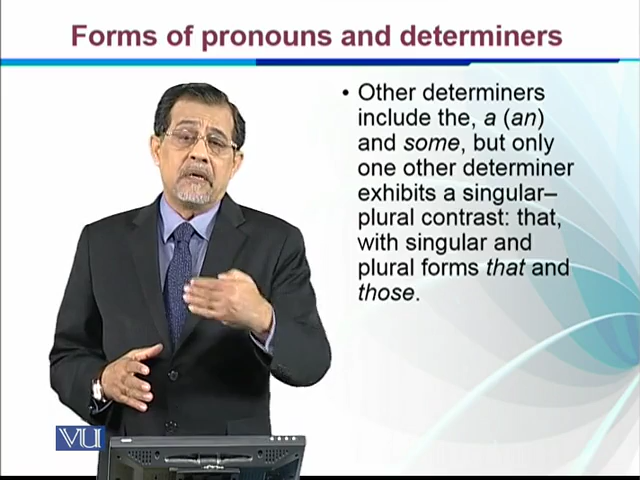 Forms of pronouns and determiners
• Other determiners
include the, a (an)
and some, but only
one other determiner
exhibits a singular–
plural contrast: that,
with singular and
plural forms that and
those.
VU